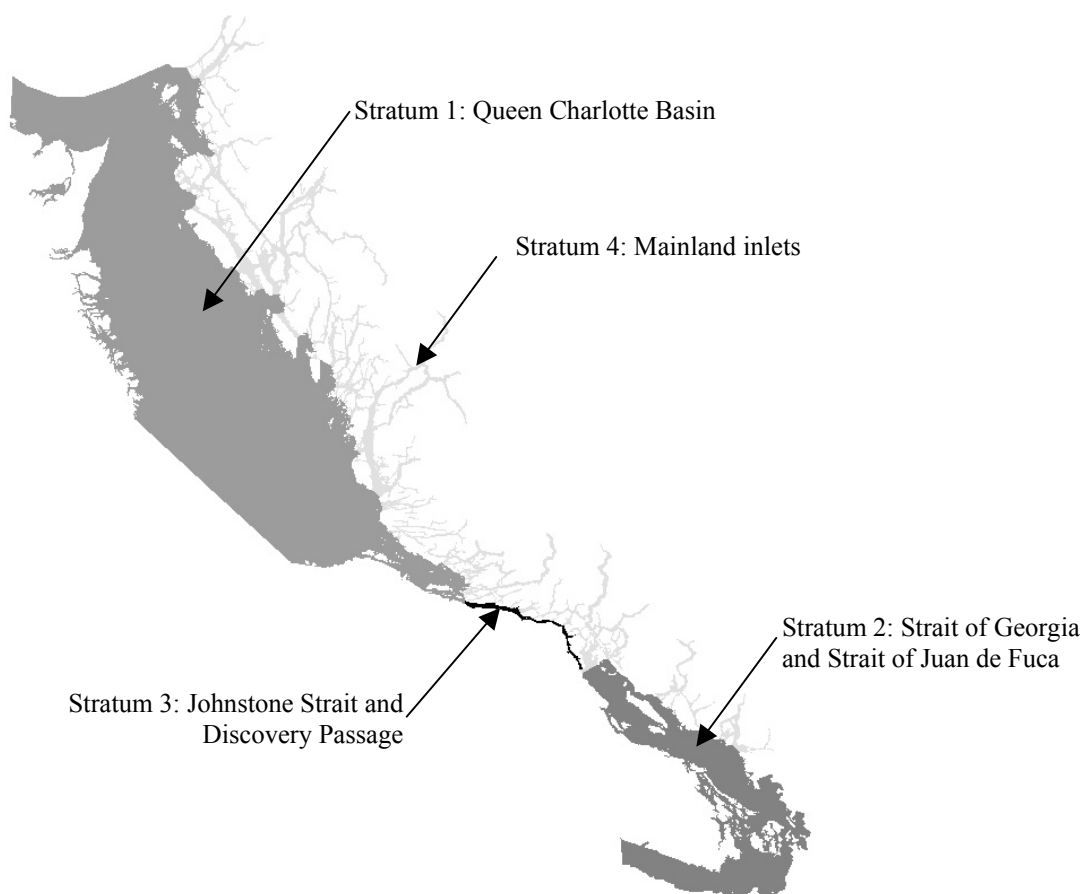 Stratum 1: Queen Charlotte Basin
Stratum 4: Mainland inlets
Stratum 2: Strait of Georgia
and Strait of Juan de Fuca
Stratum 3: Johnstone Strait and
Discovery Passage